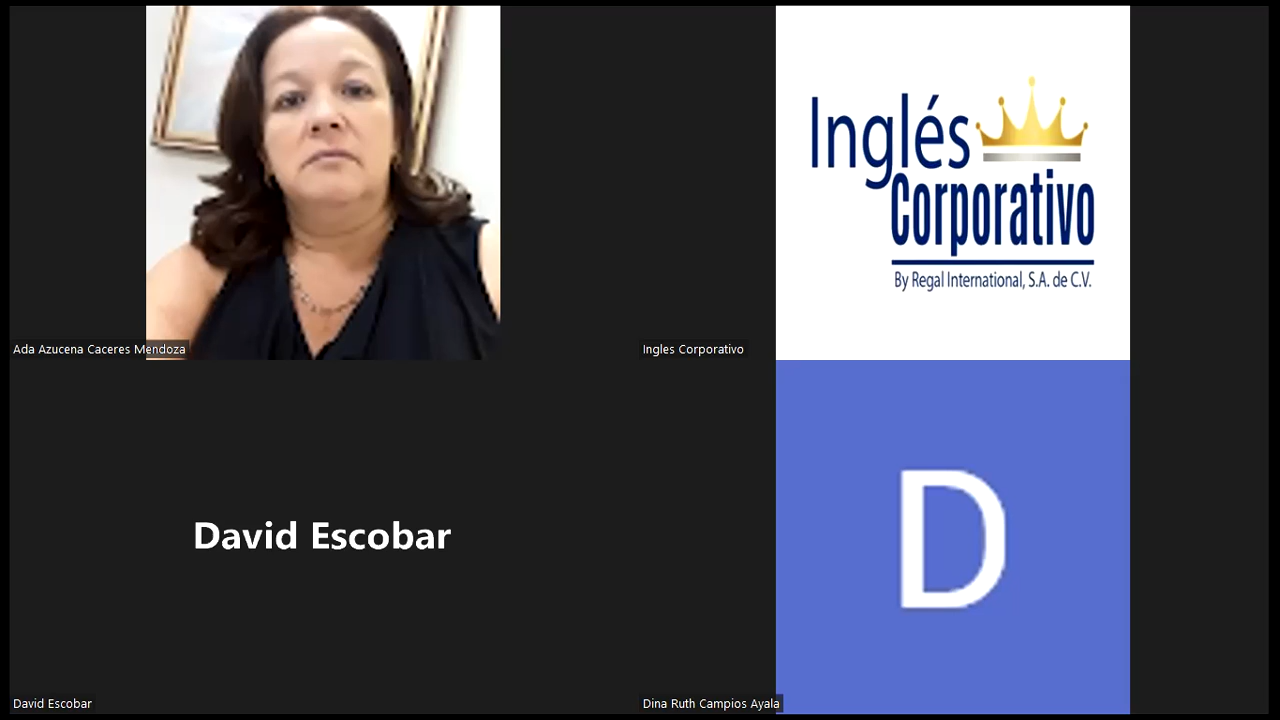 Ada Azucena Caceres Mendoza
Inglés
Corporativo
By Regal International, S.A. de C.V.
Ingles Corporativo
David Escobar
David Escobar
D
Dina Ruth Campios Ayala